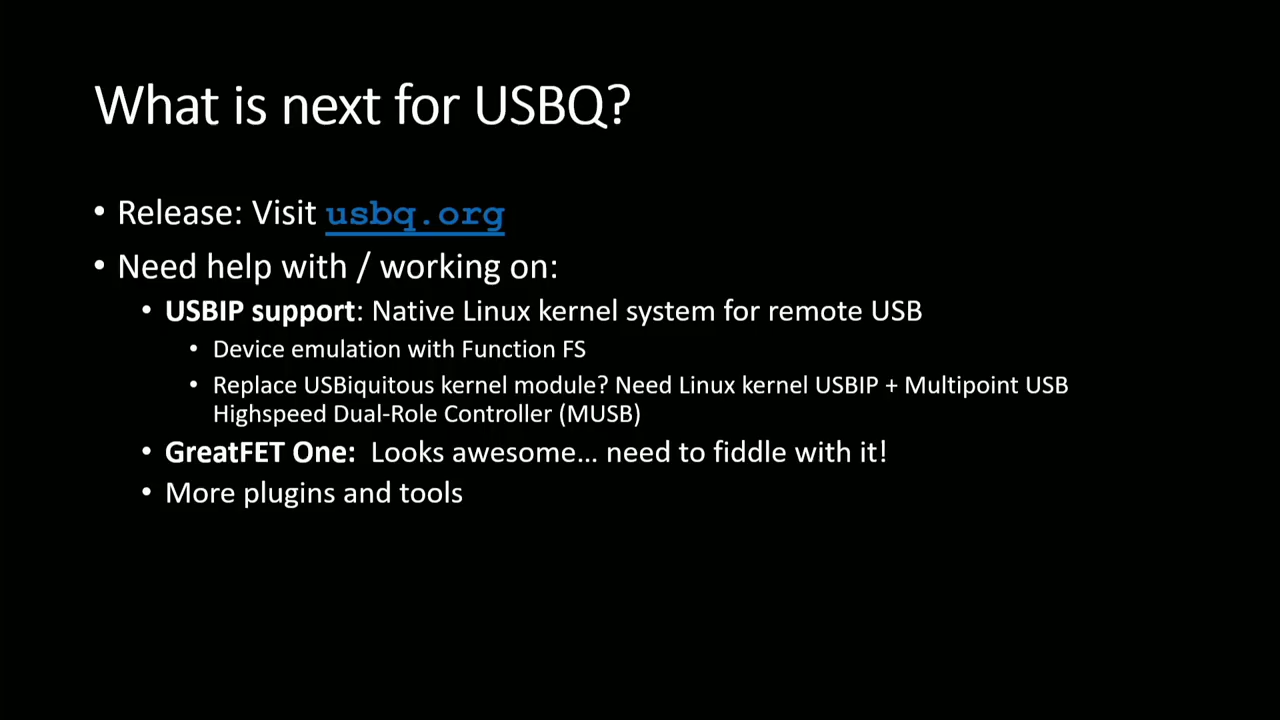 What is next for USBQ?
• Release: Visit usbq.org
• Need help with / working on:
• USBIP support: Native Linux kernel system for remote USB
• Device emulation with Function FS
• Replace USBiquitous kernel module? Need Linux kernel USBIP + Multipoint USB
Highspeed Dual-Role Controller (MUSB)
• GreatFET One:  Looks awesome... need to fiddle with it!
• More plugins and tools